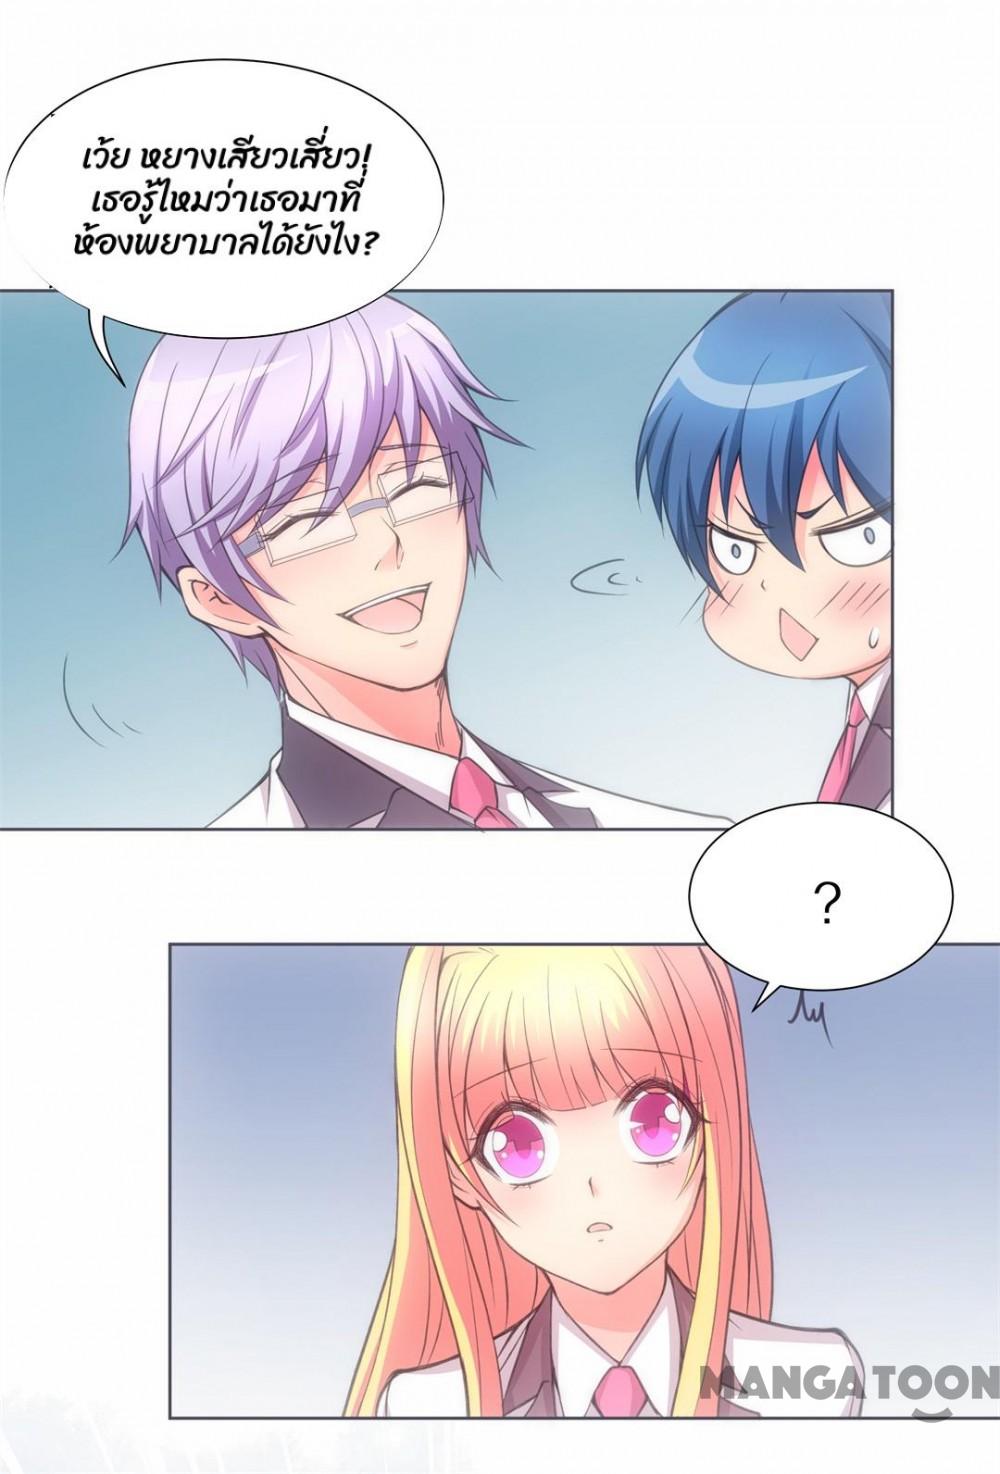 เว้ย หยางเสียวเสี่ยว!
เธอรู้ไหมว่าเธอมาที่
ห้องพยาบาลได้ยังไง?
?
MANGATOON